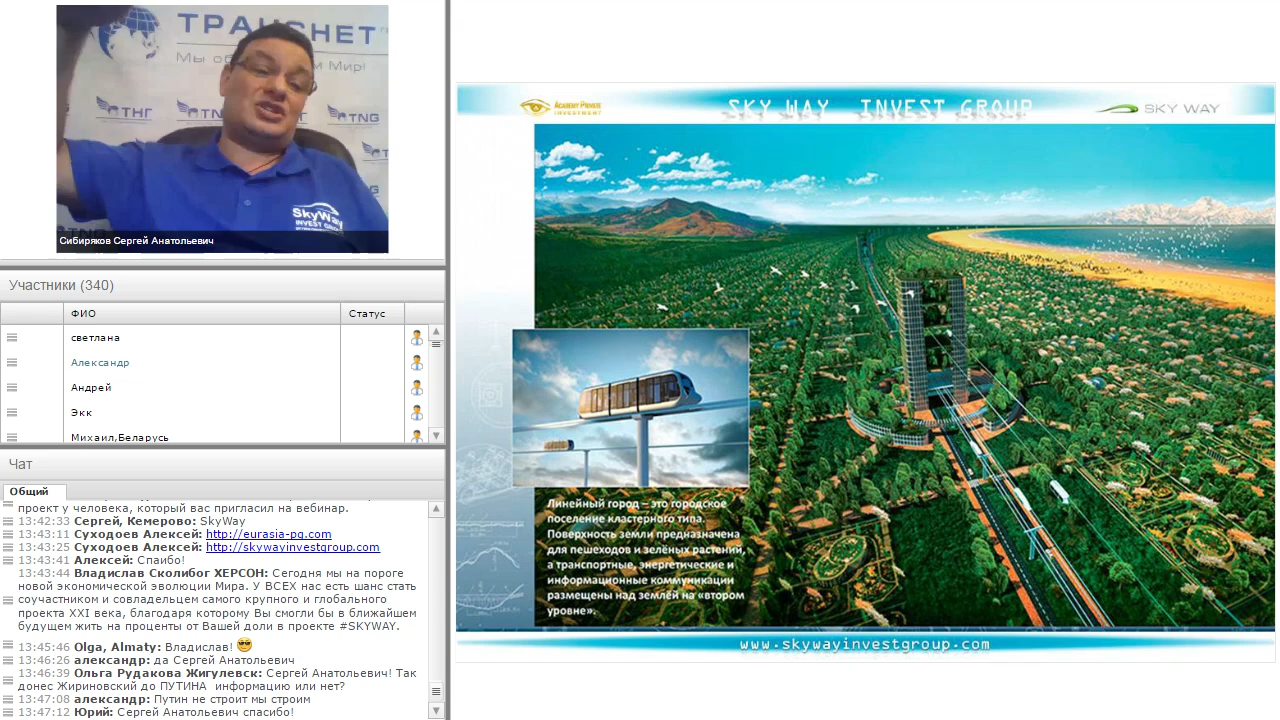 ТРАНСНЕТ
Мы
Мир!
ТНГ
TNG
SkyWay
INVEST GROUP
Сибиряков Сергей Анатольевич
Участники (340)
ФИО
Статус
светлана
Александр
Андрей
Экк
Михаил,Беларусь
Чат
Общий
проект у человека, который вас пригласил на вебинар.
13:42:33 Сергей, Кемерово: SkyWay
13:43:11 Суходоев Алексей: http://eurasia-pg.com
13:43:25 Суходоев Алексей: http://skywayinvestgroup.com
13:43:41 Алексей: Спаибо!
13:43:44 Владислав Сколибог ХЕРСОН: Сегодня мы на пороге
новой экономической эволюции Мира. У ВСЕХ нас есть шанс стать
соучастником и совладельцем самого крупного и глобального
проекта XXI века, благодаря которому Вы смогли бы в ближайшем
будущем жить на проценты от Вашей доли в проекте #SKYWAY.
13:45:46 Olga, Almaty: Владислав!
13:46:26 александр: да Сергей Анатольевич
13:46:39 Ольга Рудакова Жигулевск: Сергей Анатольевич! Так
донес Жириновский до ПУТИНА информацию или нет?
13:47:08 александр: Путин не строит мы строим
13:47:12 Юрий: Сергей Анатольевич спасибо!
ACADEMY PRIVATE
INVESTMENT
SKY WAY INVEST GROUP
SKY WAY
Линейный город – это городское
поселение кластерного типа.
Поверхность земли предназначена
для пешеходов и зелёных растений,
а транспортные, энергетические и
информационные коммуникации
размещены над землёй на «втором
уровне».
www.skywayinvestgroup.com